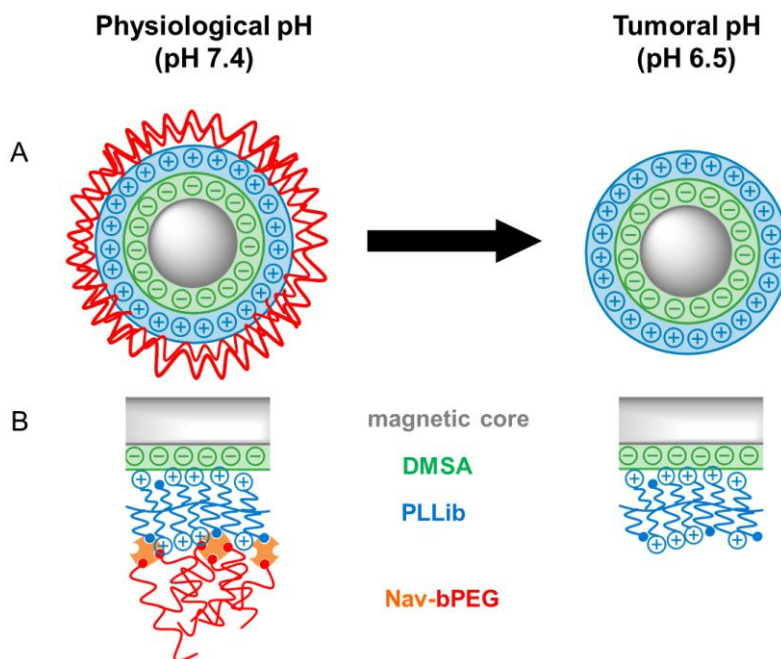 Physiological pH
(pH 7.4)
Tumoral pH
(pH 6.5)
A
B
magnetic core
DMSA
PLLib
Nav-bPEG